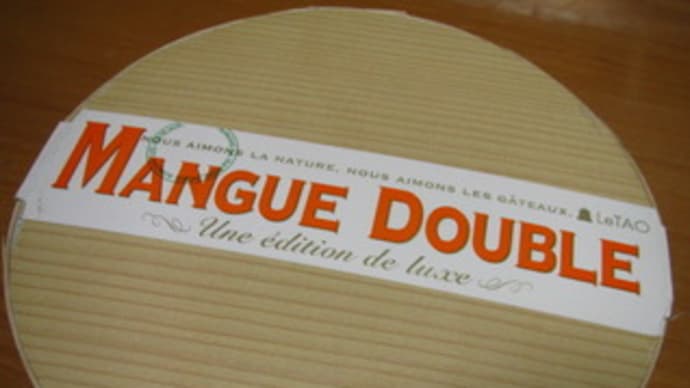 NOUS AIMONS LA NATURE, NOUS AIMONS LES GÂTEAUX. LeTAO
MANGUE DOUBLE
Une édition de luxe